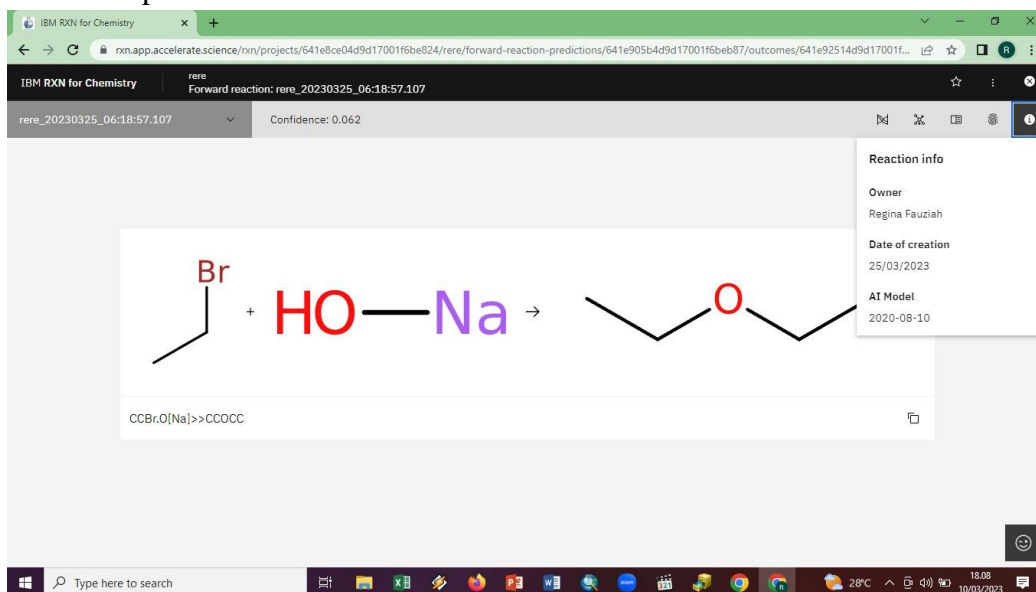 IBM RXN for Chemistry
rxn.app.accelerate.science/rxn/projects/641e8ce04d9d17001f6be824/rere/forward-reaction-predictions/641e905b4d9d17001f6beb87/outcomes/641e92514d9d17001f...
R
IBM RXN for Chemistry
rere
Forward reaction: rere_20230325_06:18:57.107
rere_20230325_06:18:57.107
Confidence: 0.062
Reaction info
Owner
Regina Fauziah
Date of creation
25/03/2023
AI Model
2020-08-10
Br
+ HO Na → O
CCBr.O[Na]>>CCOCC
Type here to search
28°C
18.08
10/03/2023